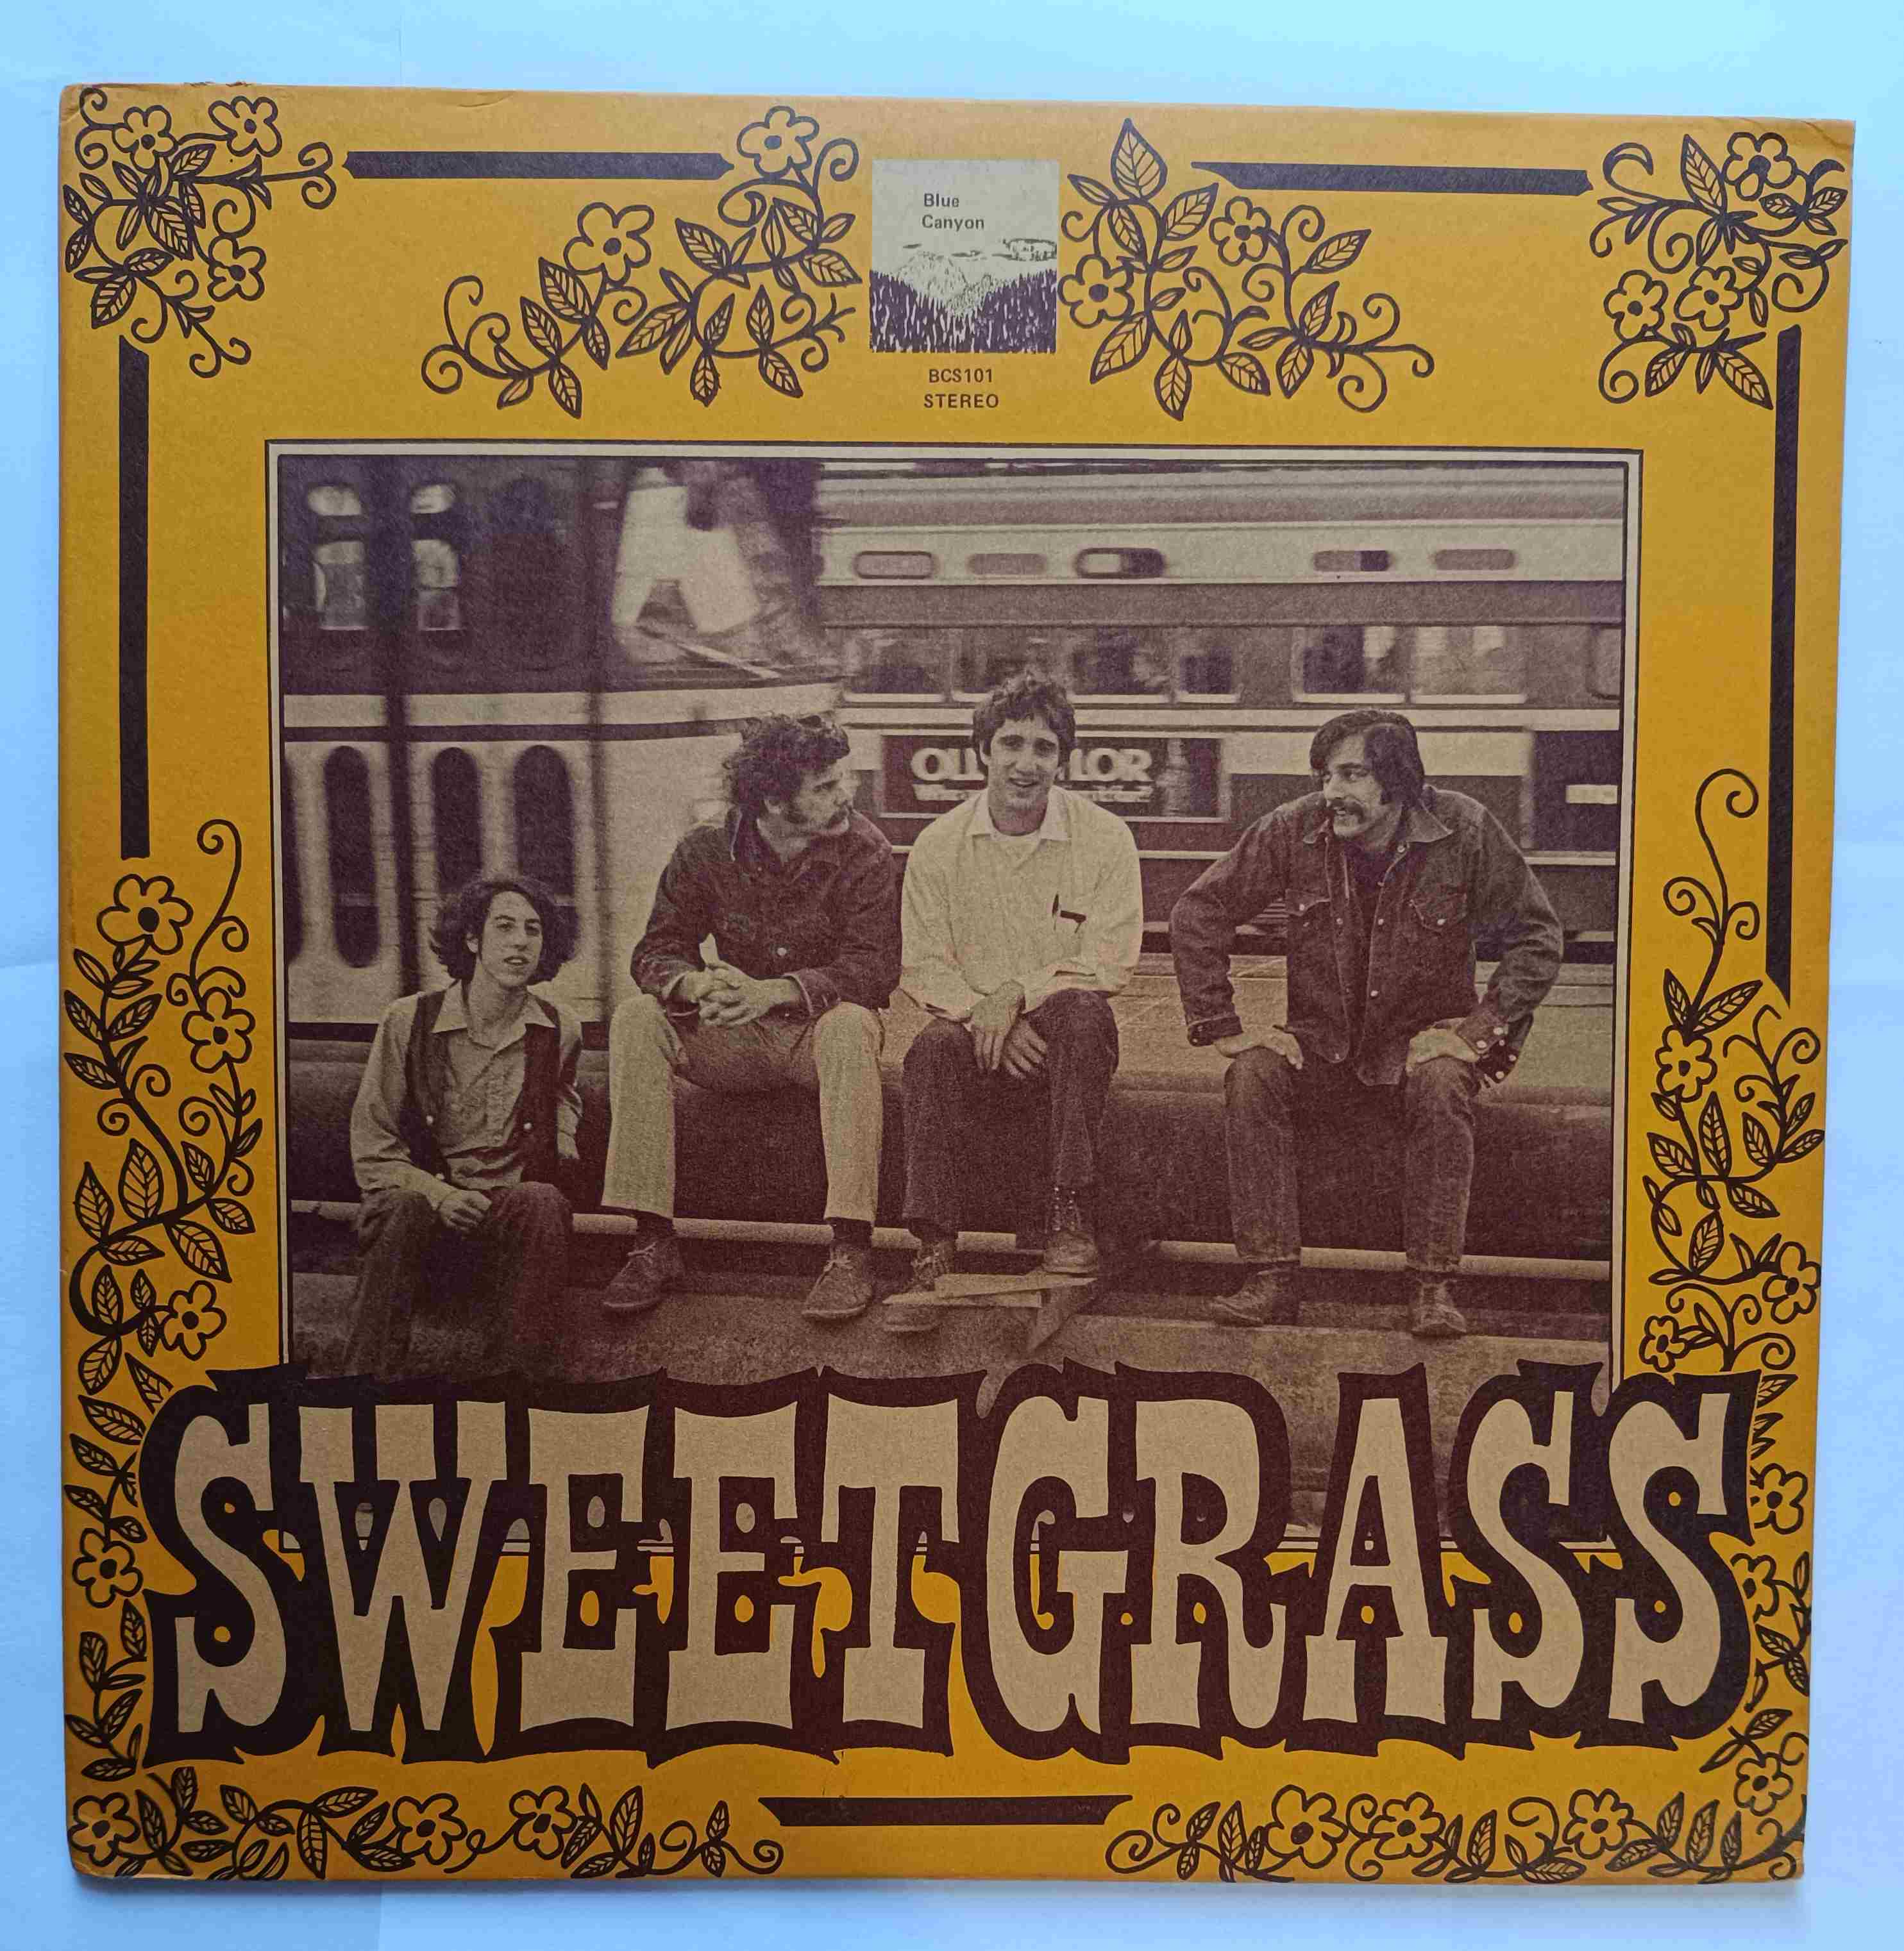 Blue
Canyon
BCS101
STEREO
SWEETGRASS